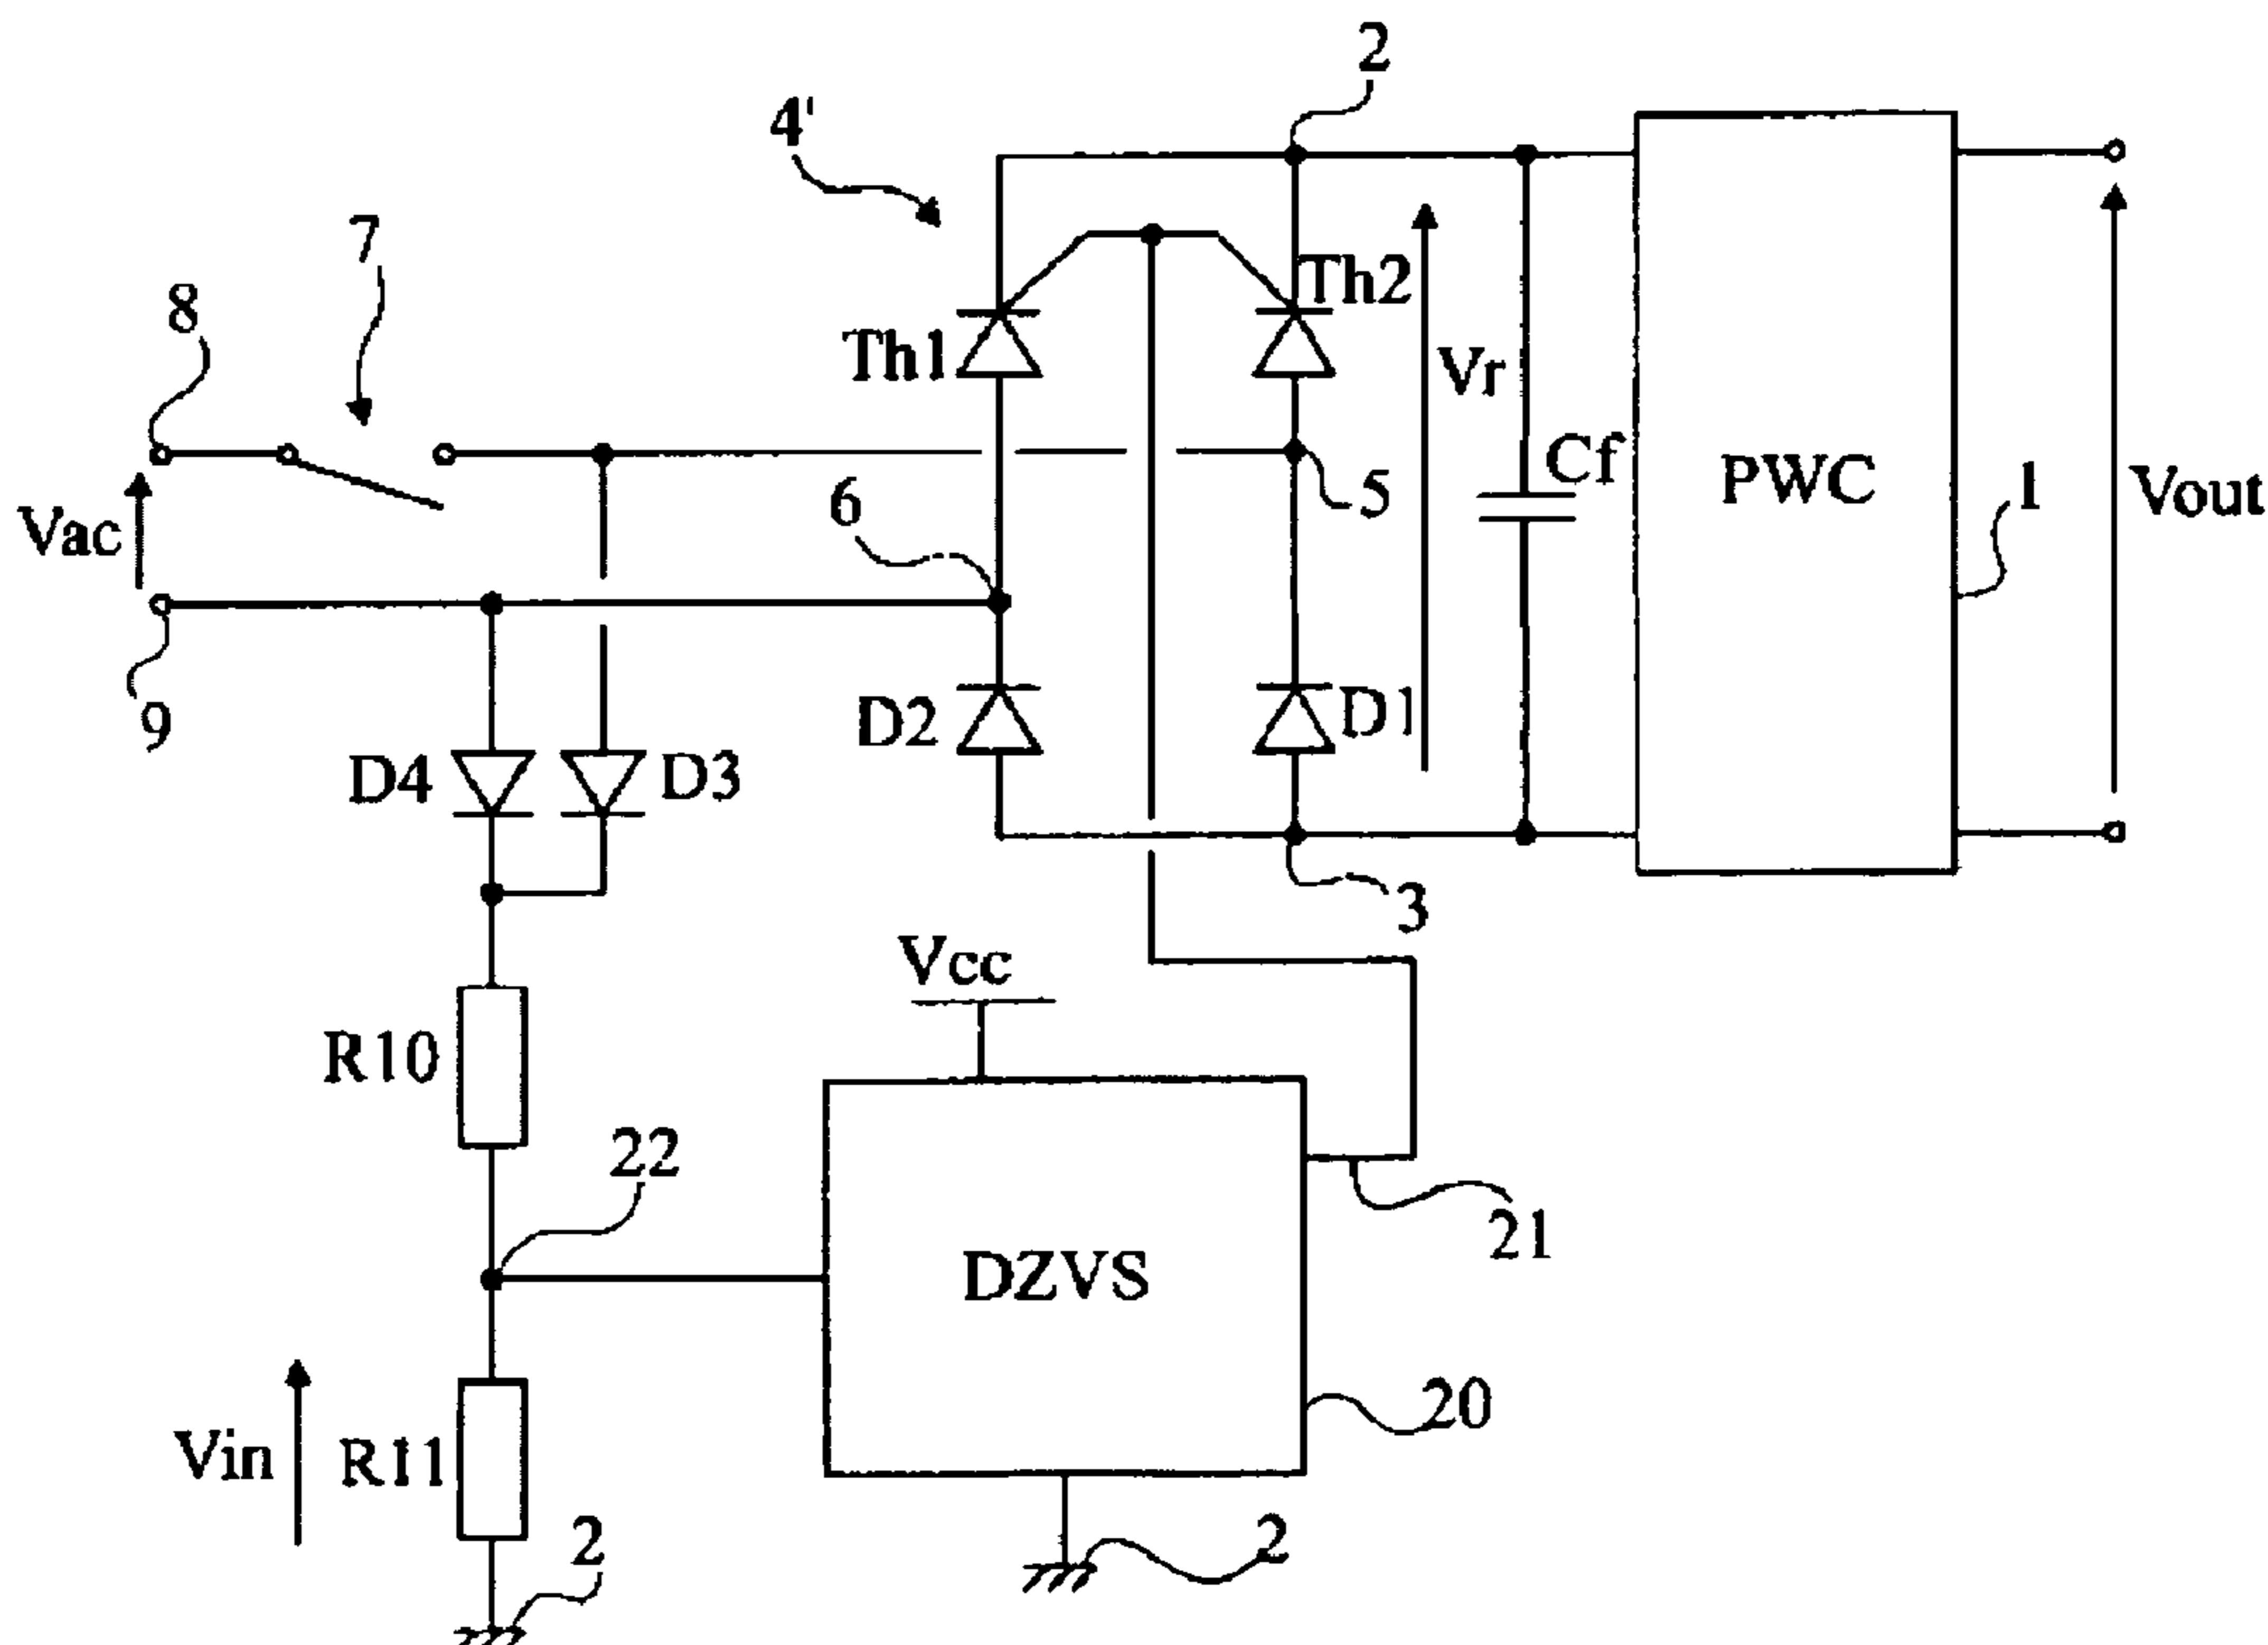 2
4'
7
8
Th2
Th1
Vr
Cf
PWC
5
6
1
Vout
Vac
9
D2
D1
D4
D3
3
Vcc
R10
22
21
DZVS
20
Vin
R11
2
2